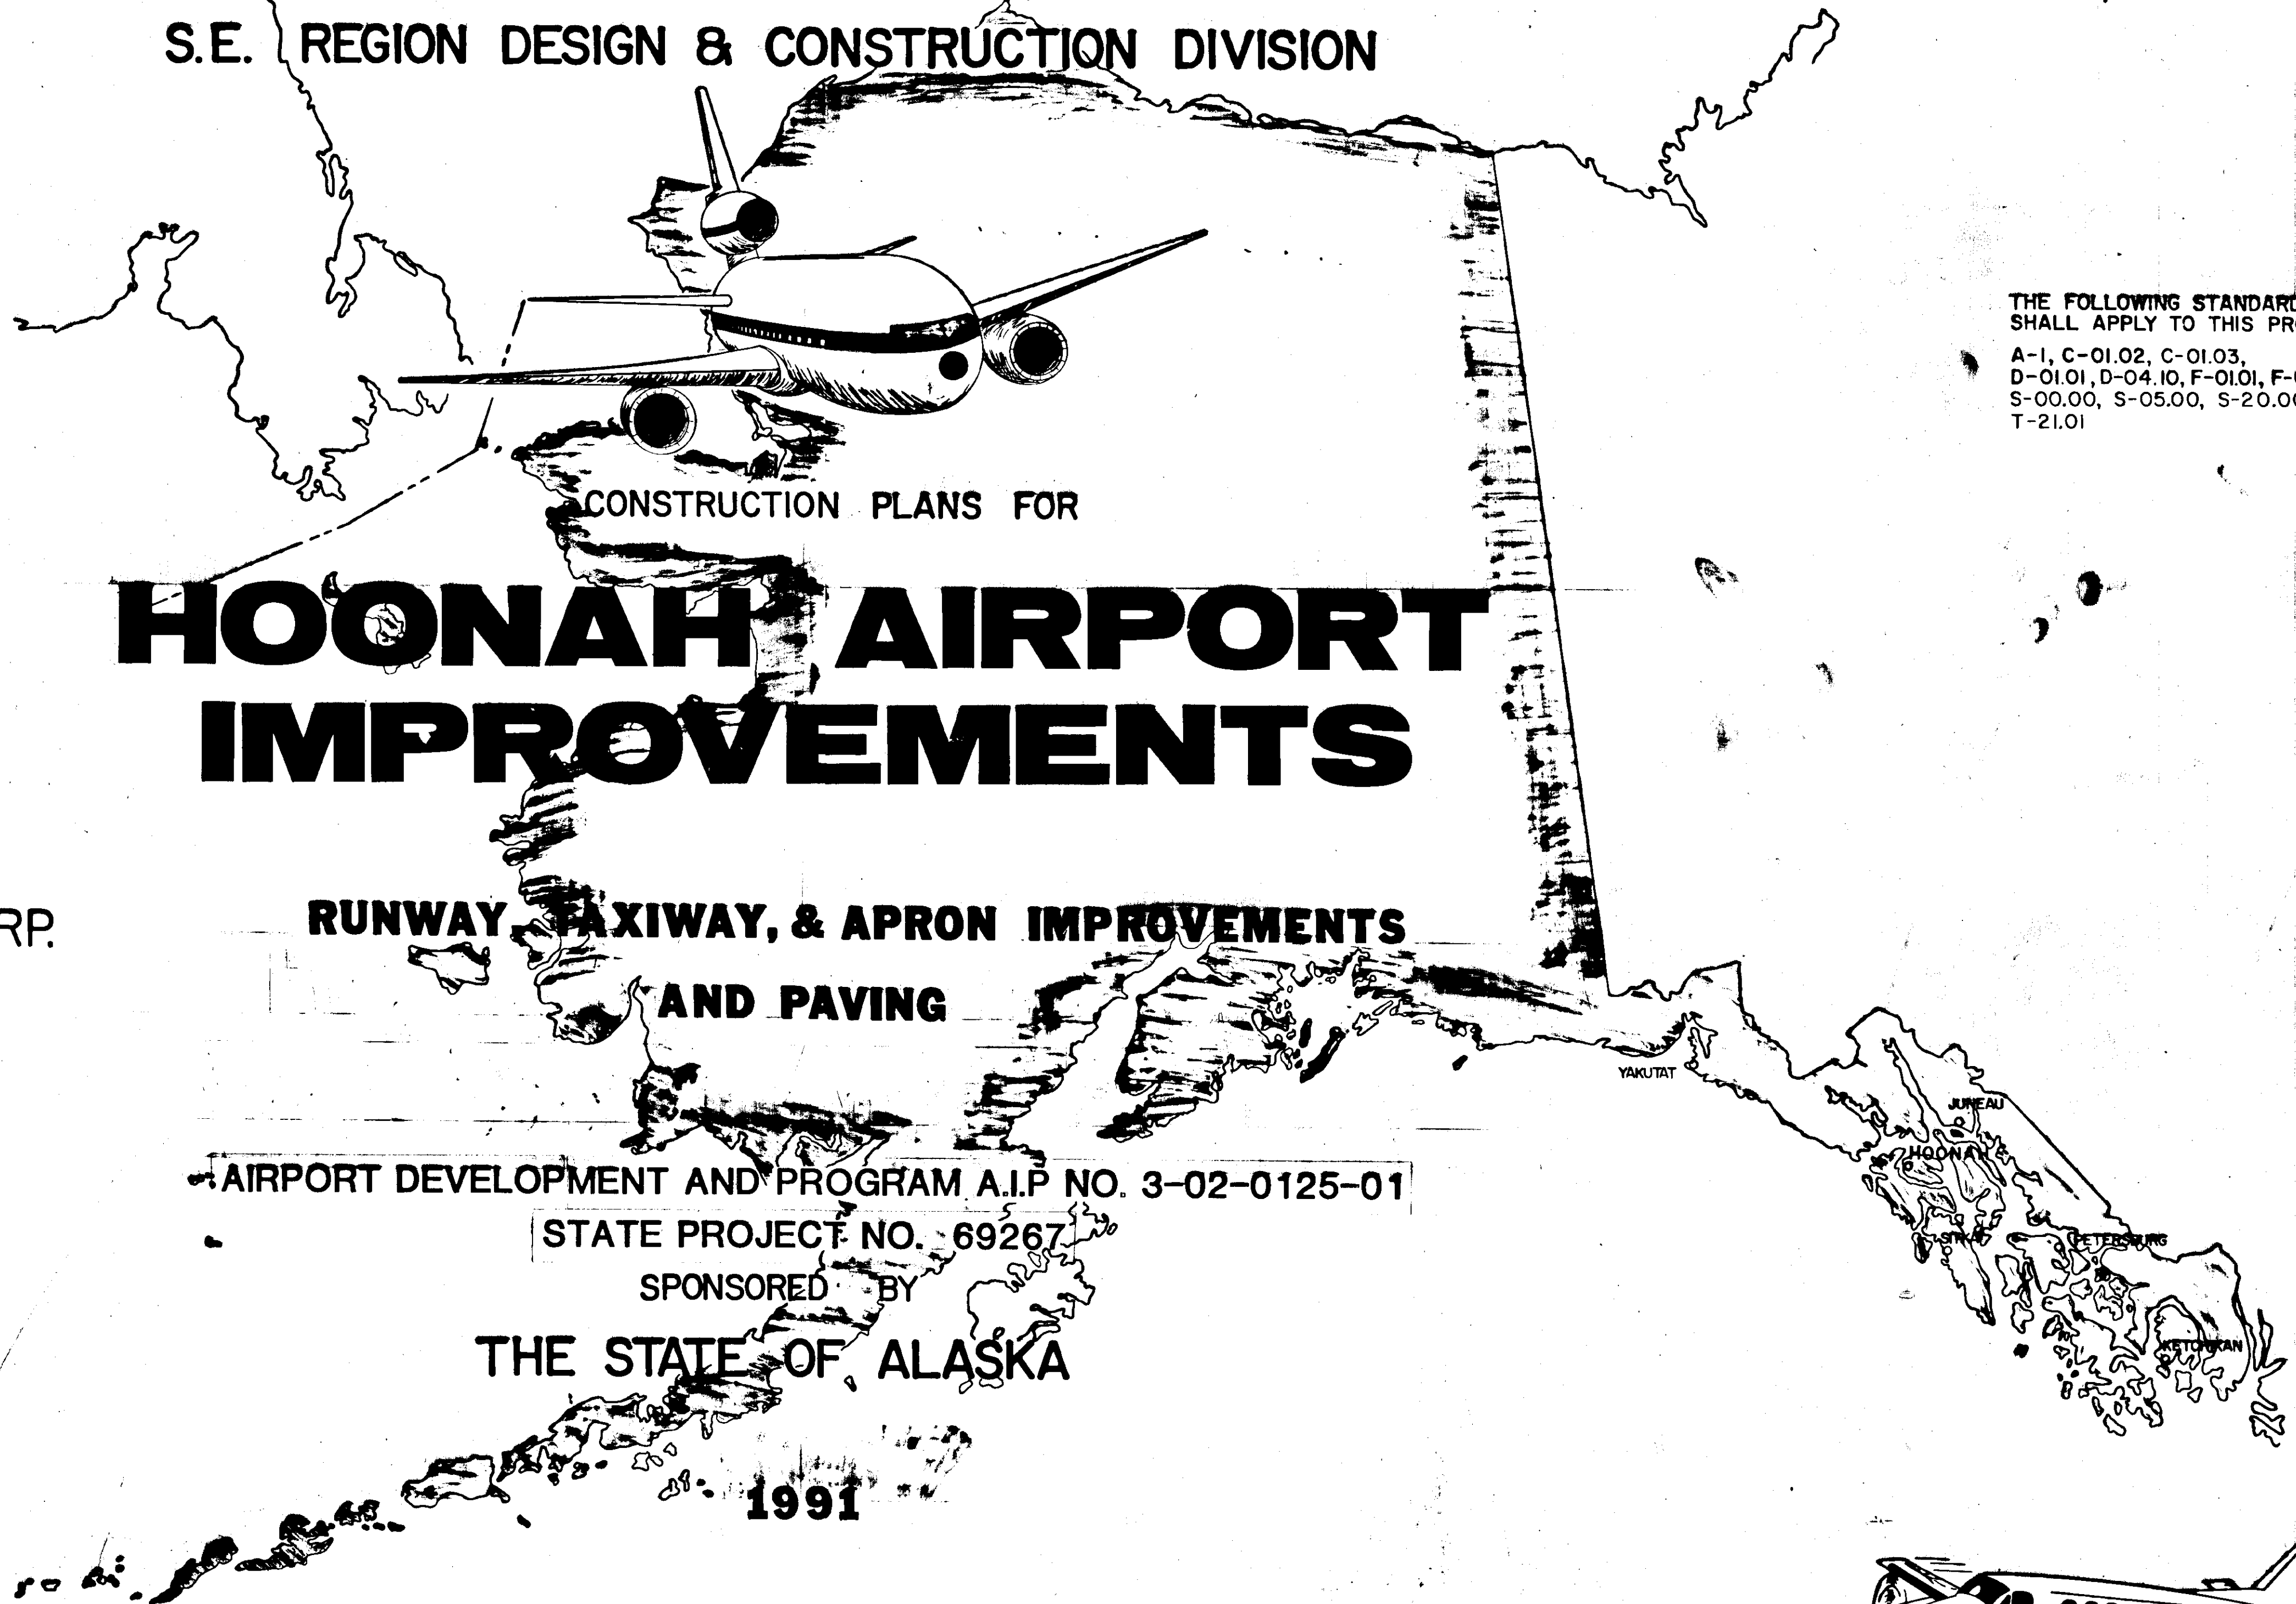 S.E. REGION DESIGN & CONSTRUCTION DIVISION
THE FOLLOWING STANDARD
SHALL APPLY TO THIS PR
A-1, C-01.02, C-01.03,
D-01.01, D-04.10, F-01.01, F-
S-00.00, S-05.00, S-20.00
T-21.01
CONSTRUCTION PLANS FOR
HOONAH AIRPORT
IMPROVEMENTS
RP.
RUNWAY, TAXIWAY, & APRON IMPROVEMENTS
AND PAVING
YAKUTAT
JUNEAU
HOONAH
AIRPORT DEVELOPMENT AND PROGRAM A.I.P NO. 3-02-0125-01
STATE PROJECT NO. 69267
SITKA
PETERSBURG
SPONSORED BY
THE STATE OF ALASKA
KETCHIKAN
1991